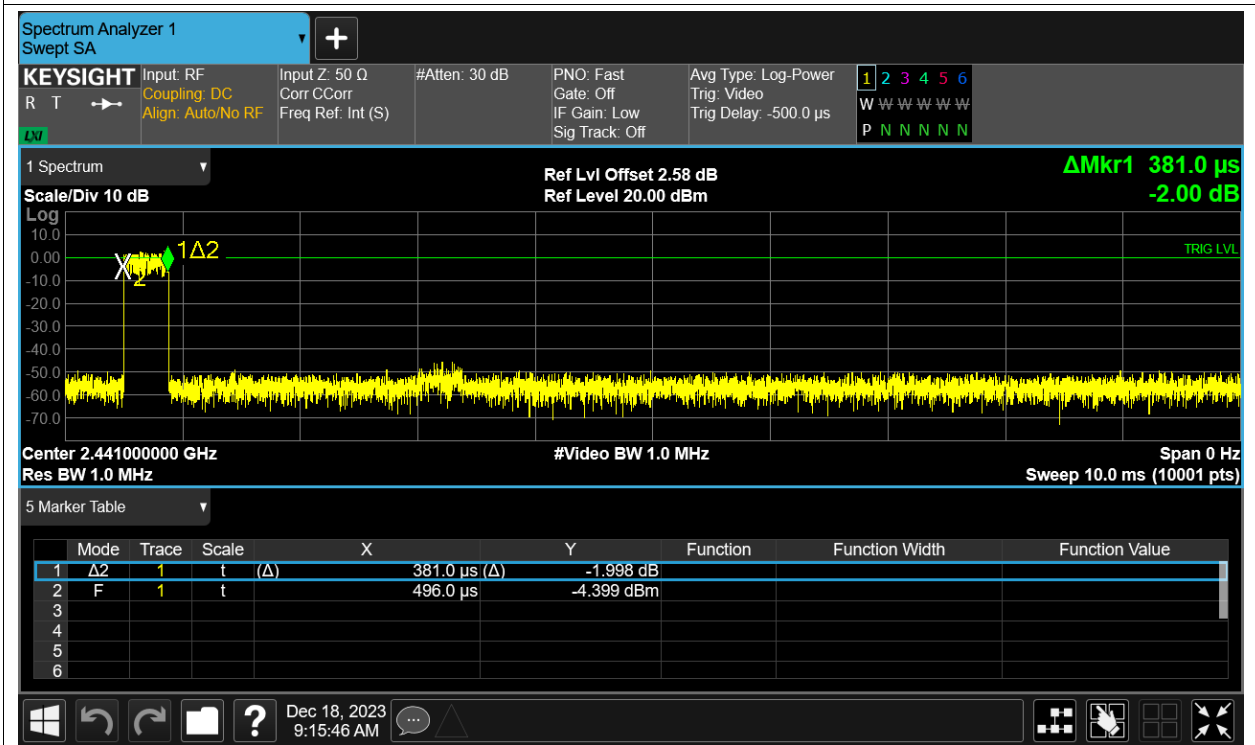 Spectrum Analyzer 1
Swept SA
KEYSIGHT
R T
LXI
Input: RF
Coupling: DC
Align: Auto/No RF
Input Z: 50 Ω
Corr CCorr
Freq Ref: Int (S)
#Atten: 30 dB
PNO: Fast
Gate: Off
IF Gain: Low
Sig Track: Off
Avg Type: Log-Power
Trig: Video
Trig Delay: -500.0 µs
1 2 3 4 5 6
W W W W W W
P N N N N N
1 Spectrum
Scale/Div 10 dB
Ref Lvl Offset 2.58 dB
Ref Level 20.00 dBm
ΔMkr1 381.0 µs
-2.00 dB
Log
10.0
0.00
-10.0
-20.0
-30.0
-40.0
-50.0
-60.0
-70.0
1Δ2
X
2
TRIG LVL
Center 2.441000000 GHz
Res BW 1.0 MHz
#Video BW 1.0 MHz
Span 0 Hz
Sweep 10.0 ms (10001 pts)
5 Marker Table
Mode Trace Scale X Y Function Function Width Function Value
1 Δ2 1 t (Δ) 381.0 µs (Δ) -1.998 dB
2 F 1 t 496.0 µs -4.399 dBm
3
4
5
6
?
Dec 18, 2023
9:15:46 AM